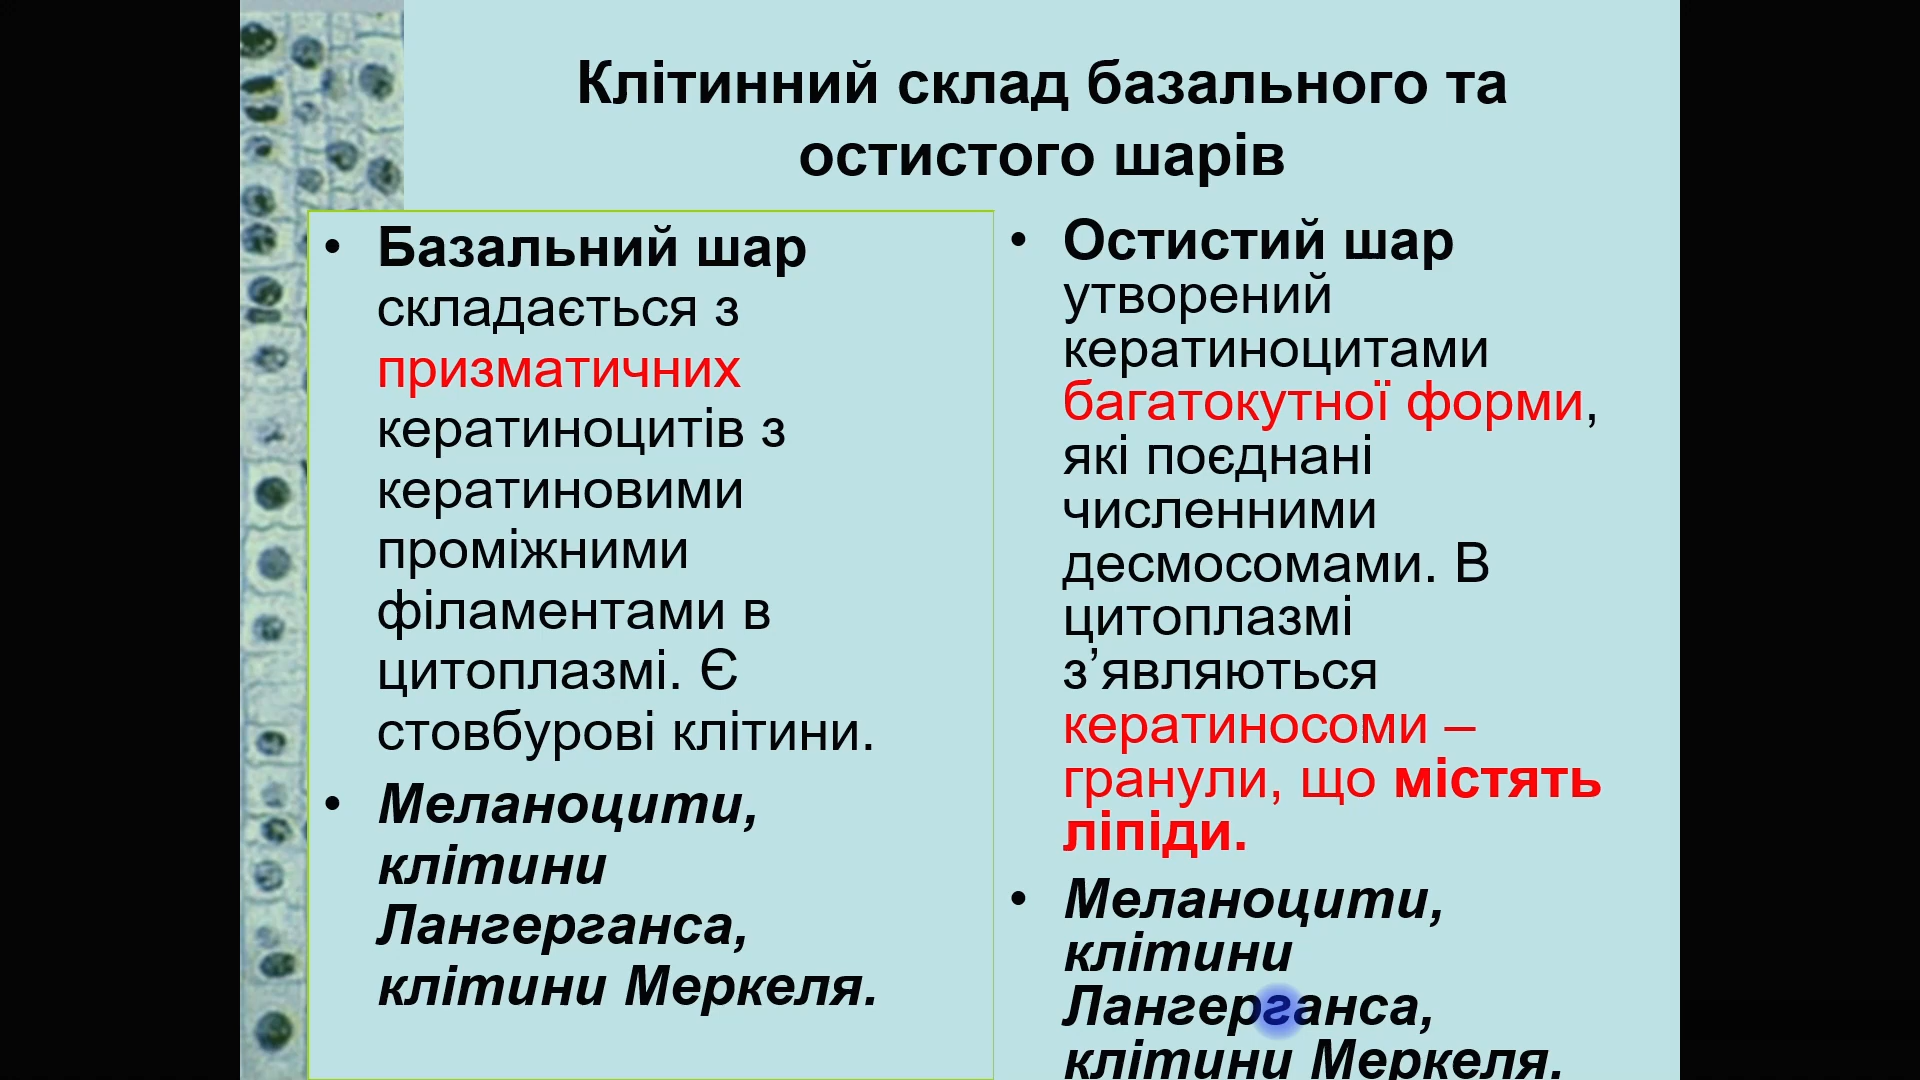 Клітинний склад базального та
остистого шарів
• Базальний шар
складається з
призматичних
кератиноцитів з
кератиновими
проміжними
філаментами в
цитоплазмі. Є
стовбурові клітини.
• Меланоцити,
клітини
Лангерганса,
клітини Меркеля.
• Остистий шар
утворений
кератиноцитами
багатокутної форми,
які поєднані
численними
десмосомами. В
цитоплазмі
з’являються
кератиносоми –
гранули, що містять
ліпіди.
• Меланоцити,
клітини
Лангерганса,
клітини Меркеля.